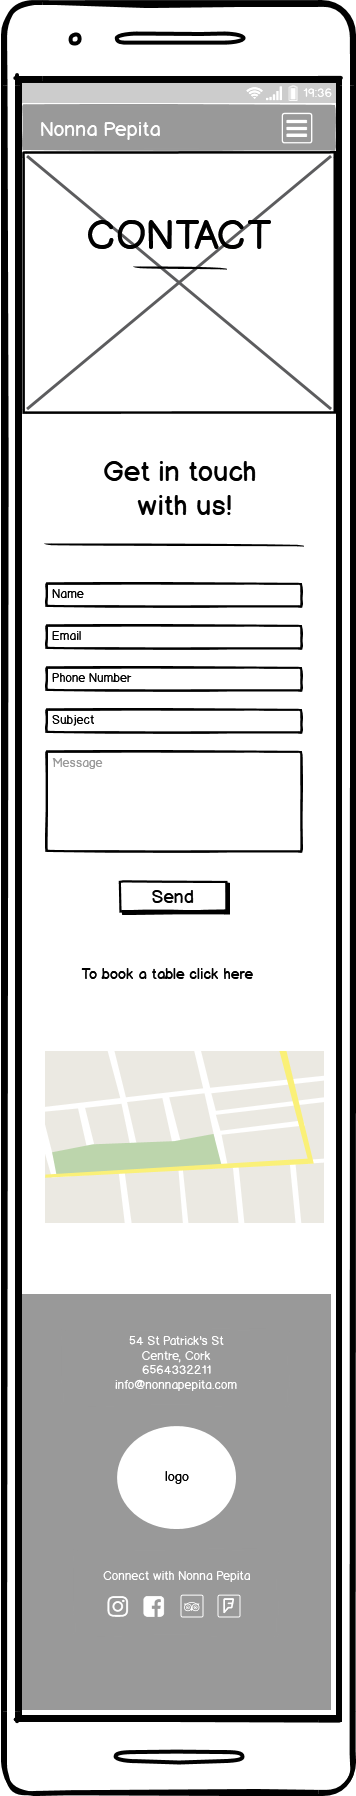 19:36
Nonna Pepita
CONTACT
Get in touch
with us!
Name
Email
Phone Number
Subject
Message
Send
To book a table click here
54 St Patrick's St
Centre, Cork
6564332211
info@nonnapepita.com
logo
Connect with Nonna Pepita